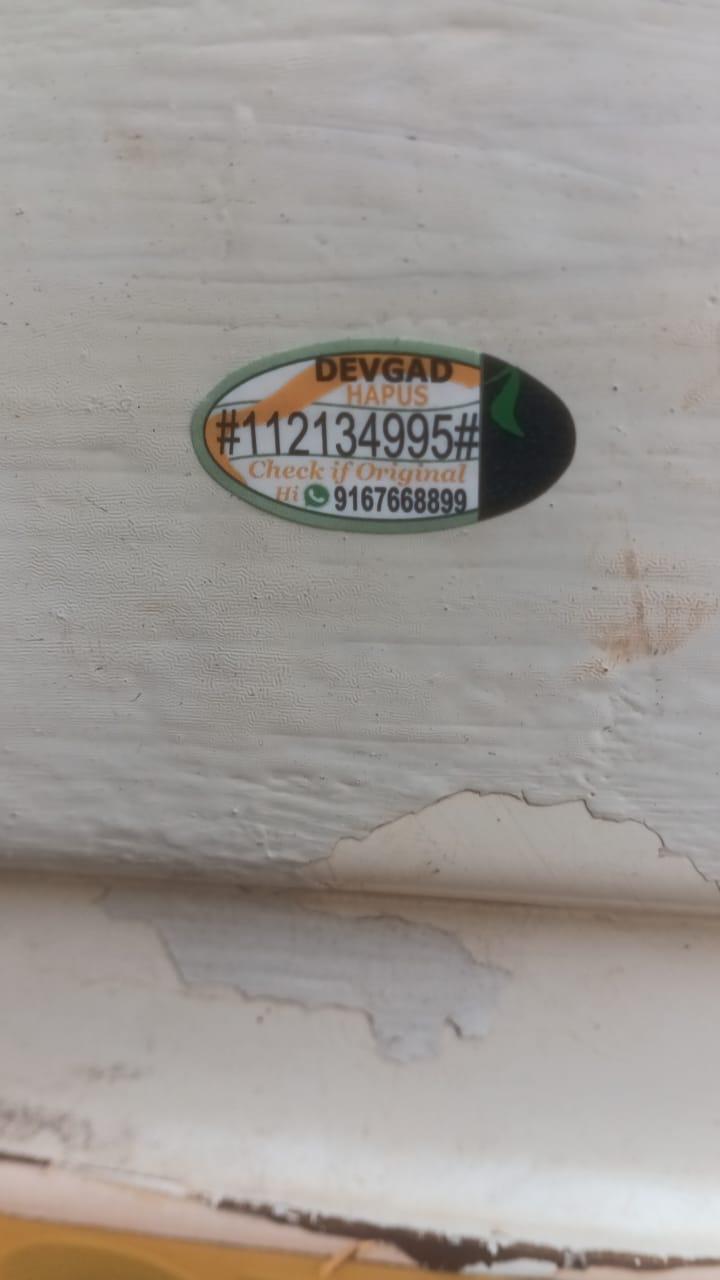 DEVGAD
HAPUS
#112134995#
Check if Original
Hi 9167668899